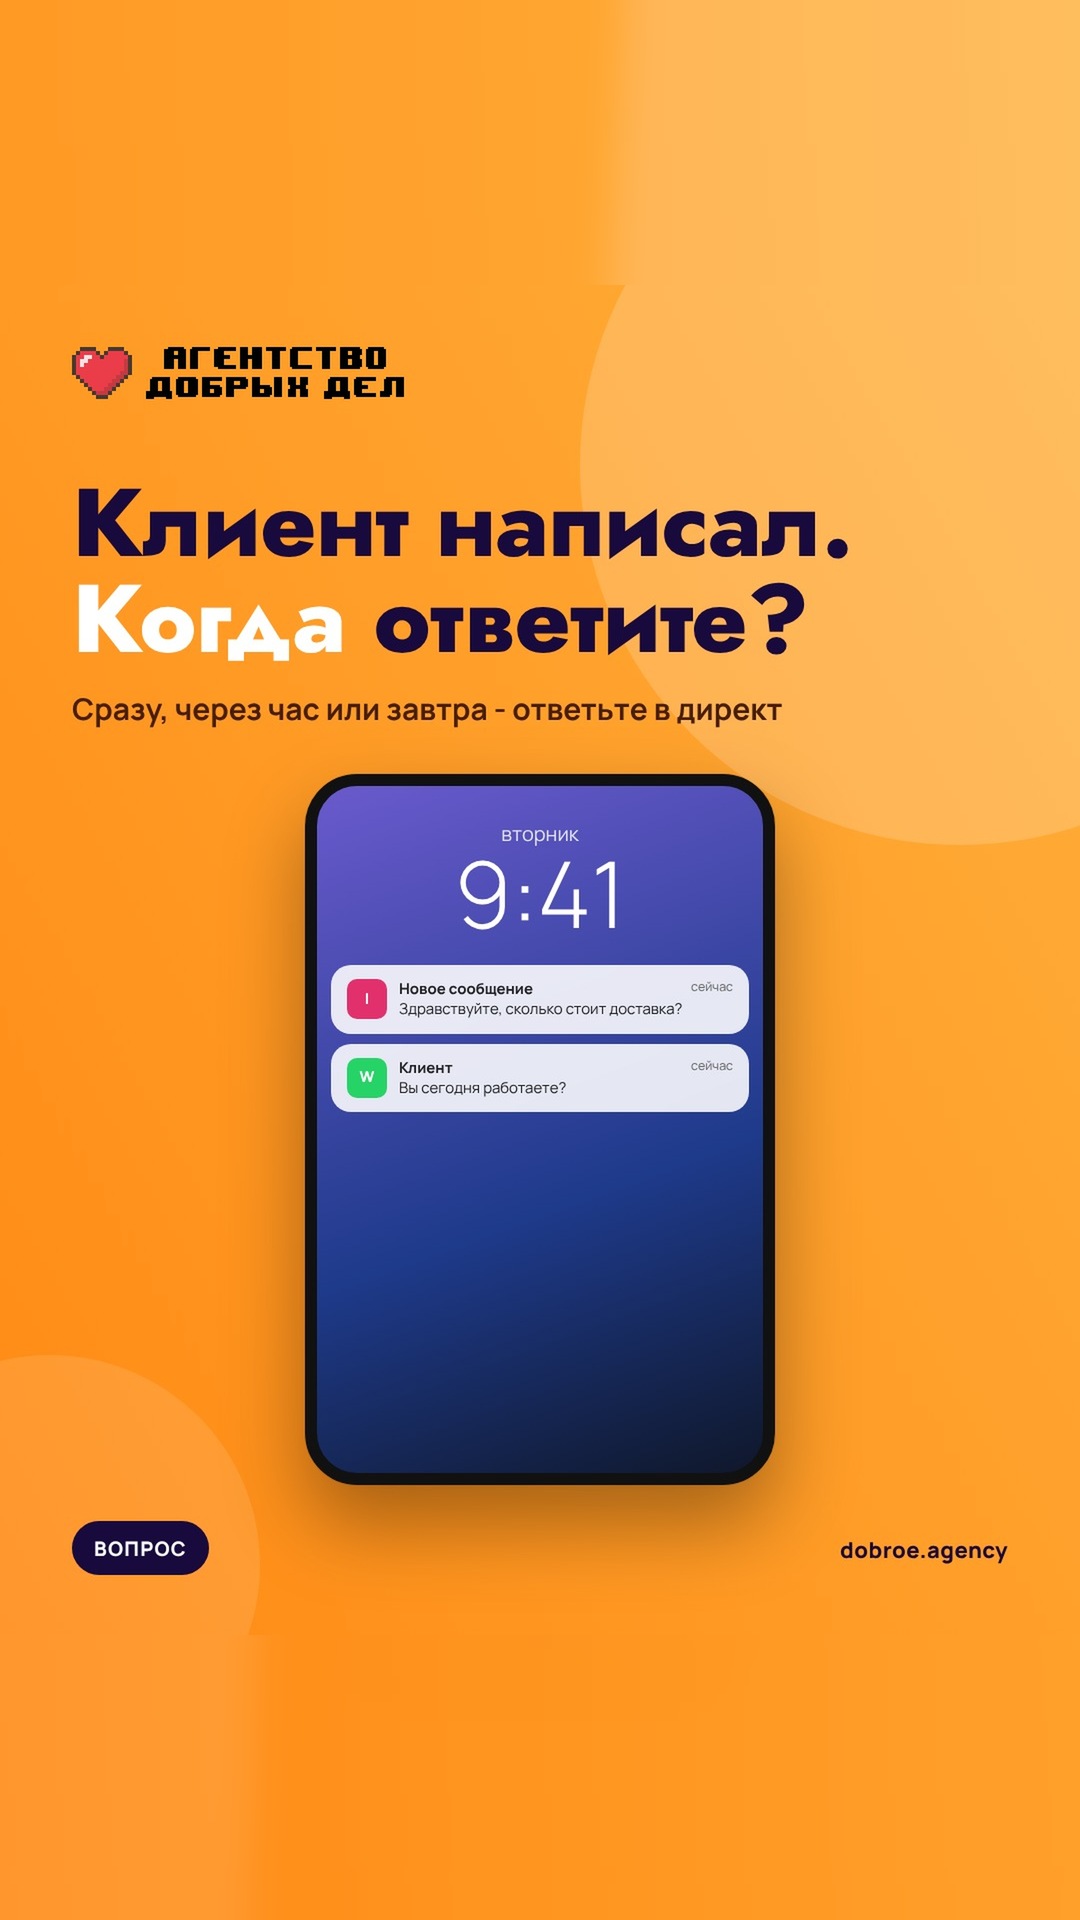 АГЕНТСТВО
ДОБРЫХ ДЕЛ
Клиент написал.
Когда ответите?
Сразу, через час или завтра - ответьте в директ
вторник
9:41
I
Новое сообщение
сейчас
Здравствуйте, сколько стоит доставка?
W
Клиент
сейчас
Вы сегодня работаете?
ВОПРОС
dobroe.agency